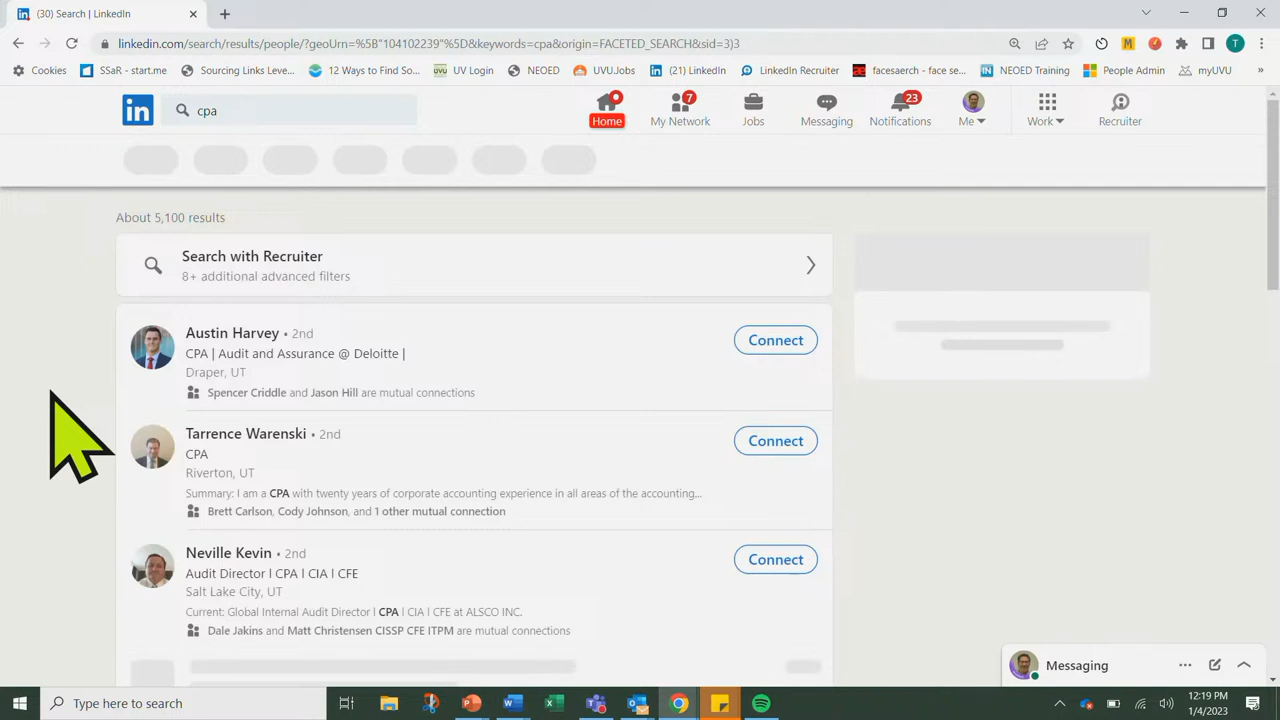 (30) Search | LinkedIn
linkedin.com/search/results/people/?geoUrn=%5B"104102239"%5D&keywords=cpa&origin=FACETED_SEARCH&sid=3)3
M
T
Cookies
SSaR - start.me
Sourcing Links Level...
12 Ways to Find So...
uvu UV Login
NEOED
UVU.Jobs
(21) LinkedIn
LinkedIn Recruiter
facesaerch - face se...
NEOED Training
People Admin
myUVU
»
in
cpa
Home
7
My Network
Jobs
Messaging
23
Notifications
Me
Work
Recruiter
About 5,100 results
Search with Recruiter
8+ additional advanced filters
Austin Harvey • 2nd
CPA | Audit and Assurance @ Deloitte |
Draper, UT
Spencer Criddle and Jason Hill are mutual connections
Connect
Tarrence Warenski • 2nd
CPA
Riverton, UT
Summary: I am a CPA with twenty years of corporate accounting experience in all areas of the accounting...
Brett Carlson, Cody Johnson, and 1 other mutual connection
Connect
Neville Kevin • 2nd
Audit Director | CPA | CIA | CFE
Salt Lake City, UT
Current: Global Internal Audit Director | CPA | CIA | CFE at ALSCO INC.
Dale Jakins and Matt Christensen CISSP CFE ITPM are mutual connections
Connect
Messaging
Type here to search
12:19 PM
1/4/2023